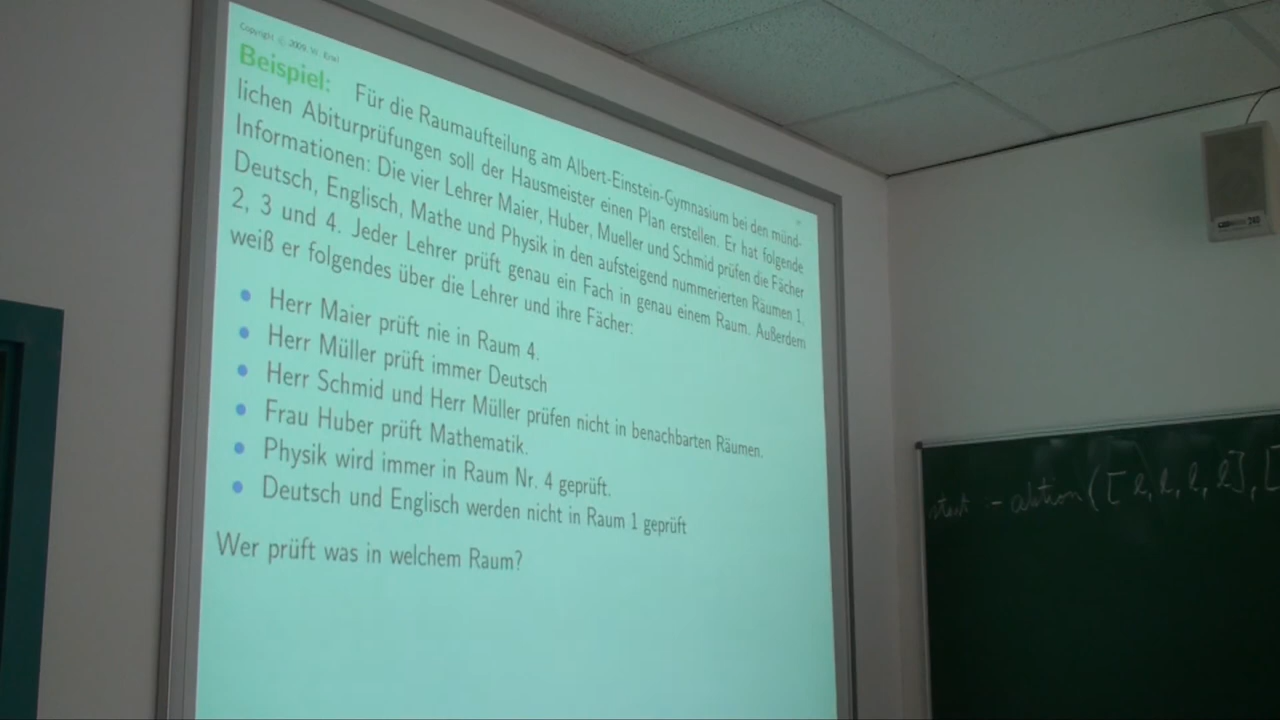 Copyright © 2009 W. Ertel
Beispiel: Für die Raumaufteilung am Albert-Einstein-Gymnasium bei den münd-
lichen Abiturprüfungen soll der Hausmeister einen Plan erstellen. Er hat folgende
Informationen: Die vier Lehrer Maier, Huber, Mueller und Schmid prüfen die Fächer
Deutsch, Englisch, Mathe und Physik in den aufsteigend nummerierten Räumen 1,
2, 3 und 4. Jeder Lehrer prüft genau ein Fach in genau einem Raum. Außerdem
weiß er folgendes über die Lehrer und ihre Fächer:
• Herr Maier prüft nie in Raum 4.
• Herr Müller prüft immer Deutsch
• Herr Schmid und Herr Müller prüfen nicht in benachbarten Räumen.
• Frau Huber prüft Mathematik.
• Physik wird immer in Raum Nr. 4 geprüft.
• Deutsch und Englisch werden nicht in Raum 1 geprüft
Wer prüft was in welchem Raum?